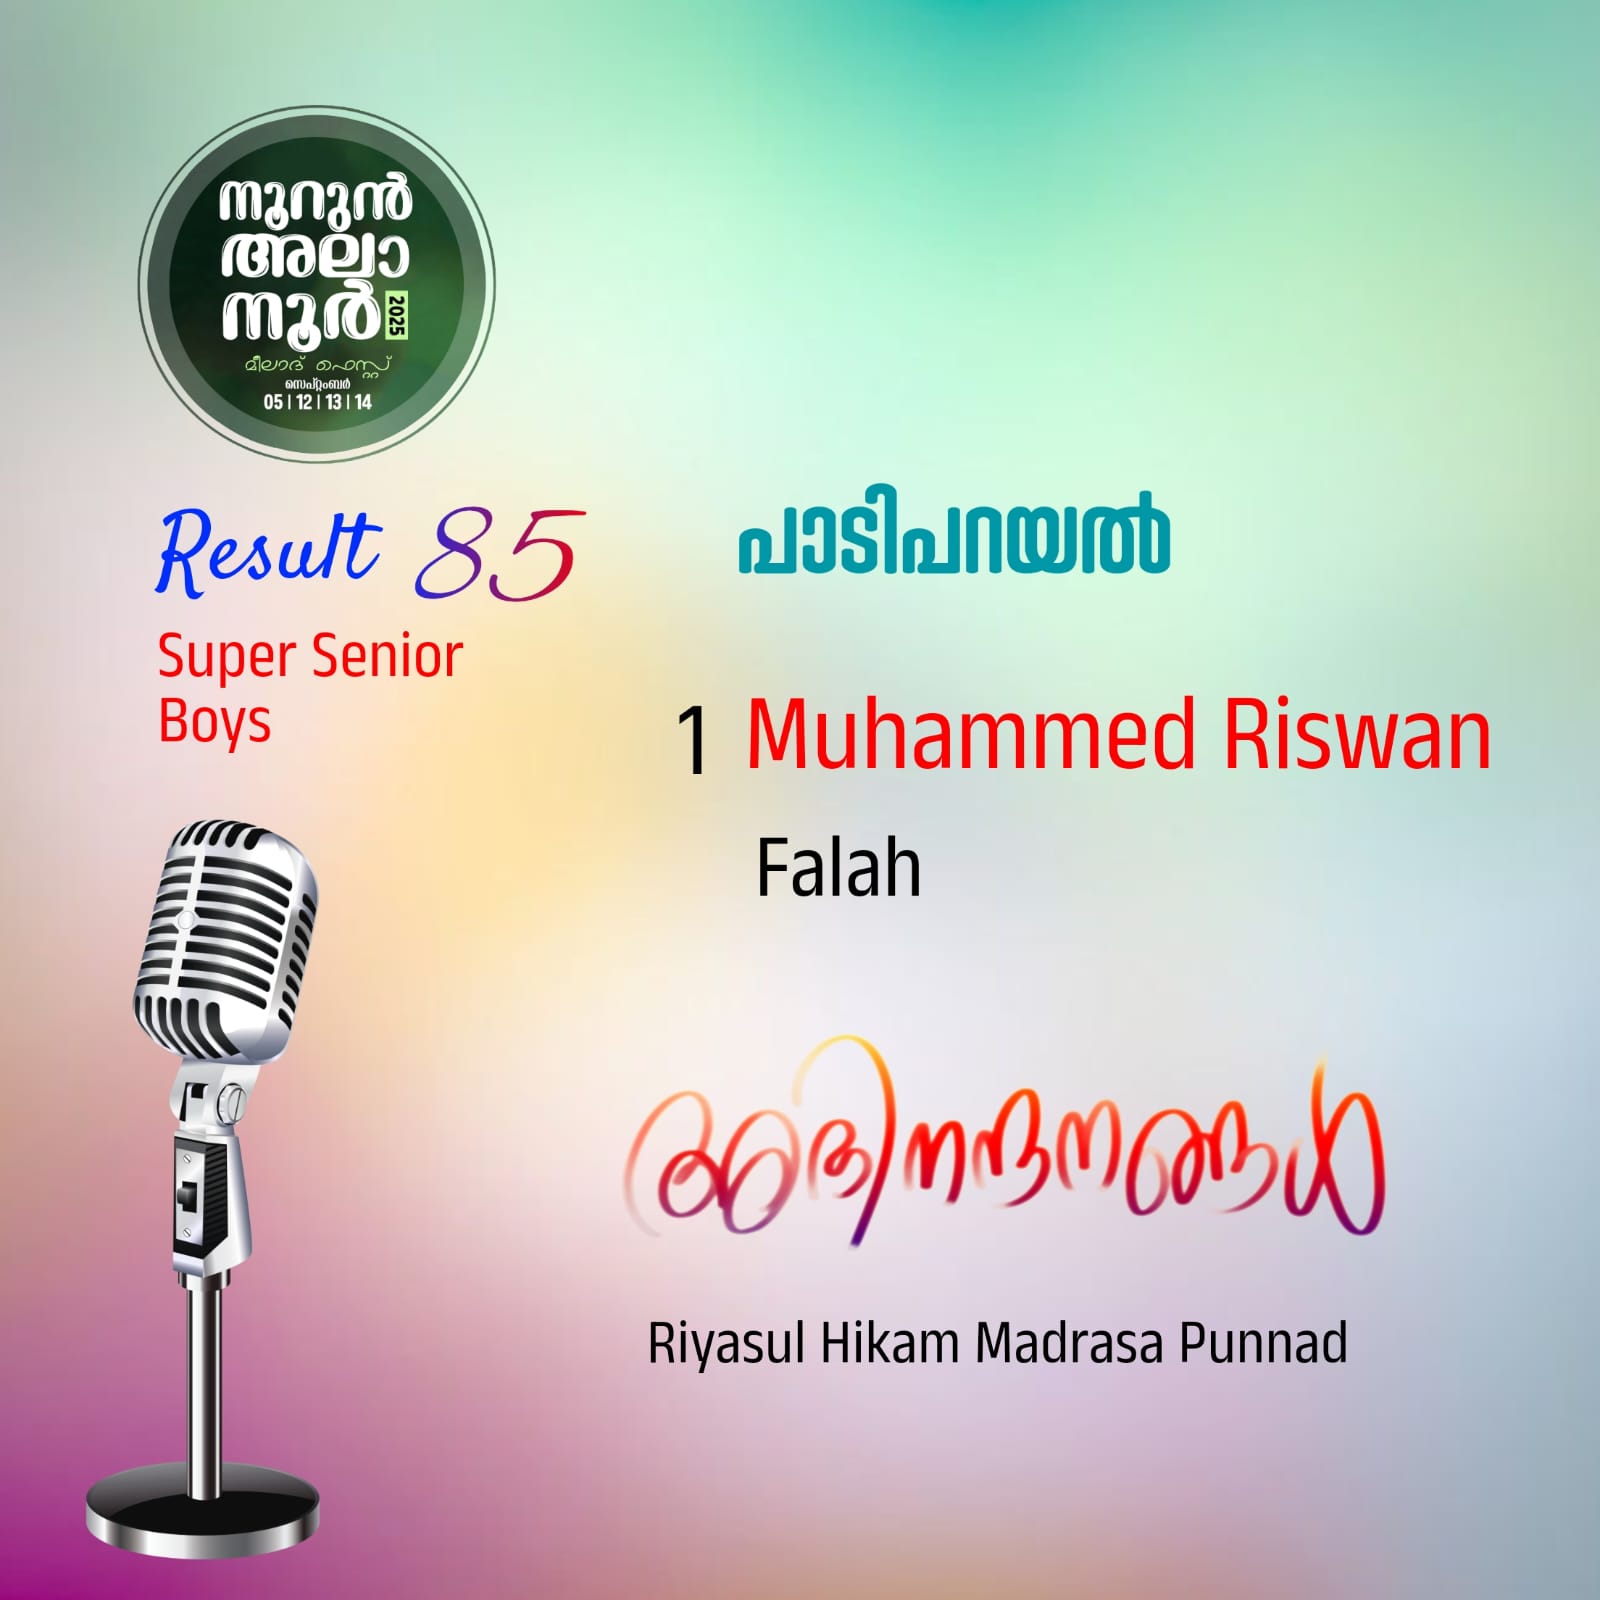 നൂറുൻ
അലാ
നൂർ 2025
മീലാദ് ഫെസ്റ്റ്
സെപ്റ്റംബർ
05 | 12 | 13 | 14
Result 85
Super Senior
Boys
പാടിപറയൽ
1 Muhammed Riswan
Falah
അഭിനന്ദനങ്ങൾ
Riyasul Hikam Madrasa Punnad